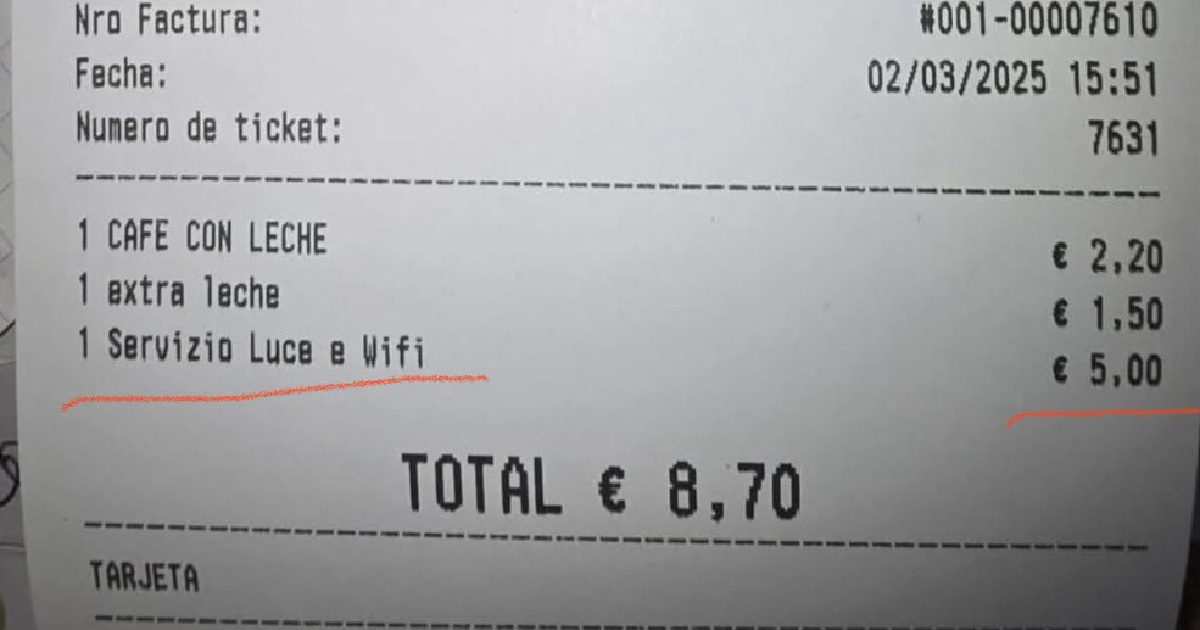 Nro Factura: #001-00007610
Fecha: 02/03/2025 15:51
Numero de ticket: 7631
1 CAFE CON LECHE € 2,20
1 extra leche € 1,50
1 Servizio Luce e Wifi € 5,00
TOTAL € 8,70
TARJETA